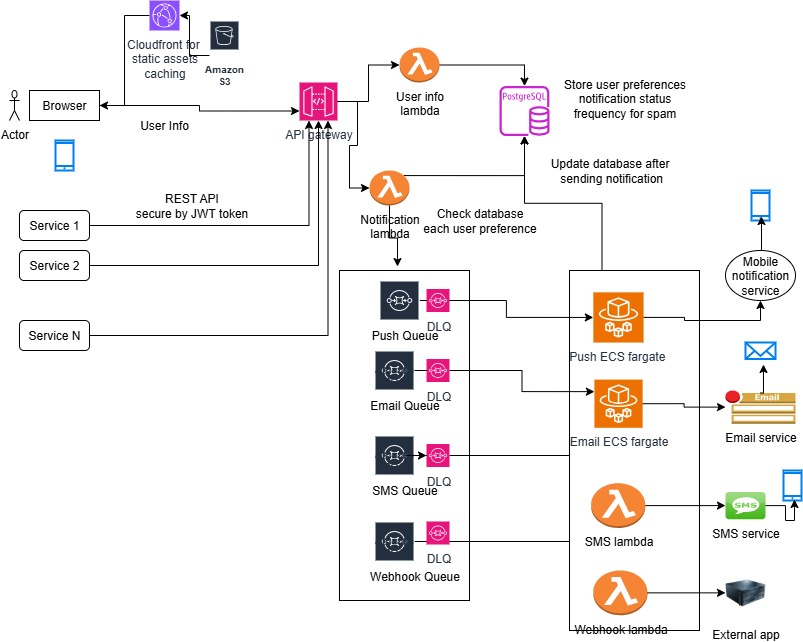 Cloudfront for
static assets
caching
Amazon
S3
Browser
Actor
User Info
API gateway
User info
lambda
PostgreSQL
Store user preferences
notification status
frequency for spam
Update database after
sending notification
REST API
secure by JWT token
Service 1
Service 2
Service N
Notification
lambda
Check database
each user preference
Mobile
notification
service
Push Queue
DLQ
Push ECS fargate
Email Queue
DLQ
Email ECS fargate
Email
Email service
SMS Queue
DLQ
SMS lambda
SMS
SMS service
Webhook Queue
DLQ
Webhook lambda
External app